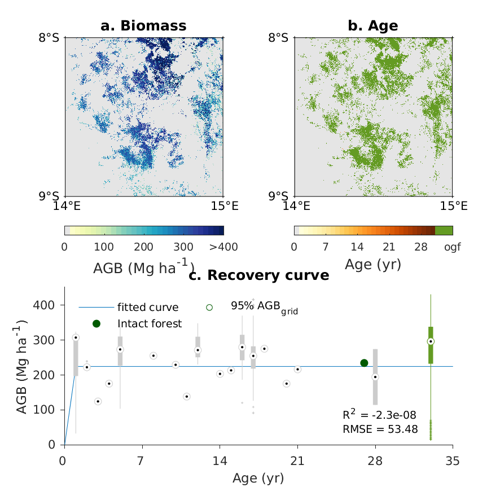 a. Biomass
b. Age
8°S
9°S
14°E
15°E
8°S
9°S
14°E
15°E
0 100 200 300 >400
AGB (Mg ha⁻¹)
0 7 14 21 28 ogf
Age (yr)
c. Recovery curve
AGB (Mg ha⁻¹)
400
300
200
100
0
fitted curve
Intact forest
95% AGB_grid
R² = -2.3e-08
RMSE = 53.48
0 7 14 21 28 35
Age (yr)